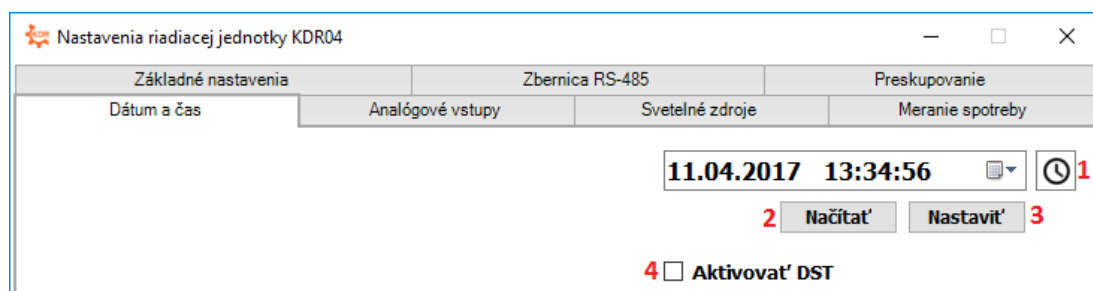 KDR Nastavenia riadiacej jednotky KDR04
Základné nastavenia Zbernica RS-485 Preskupovanie
Dátum a čas Analógové vstupy Svetelné zdroje Meranie spotreby
11.04.2017 13:34:56 1
2 Načítať Nastaviť 3
4 Aktivovať DST